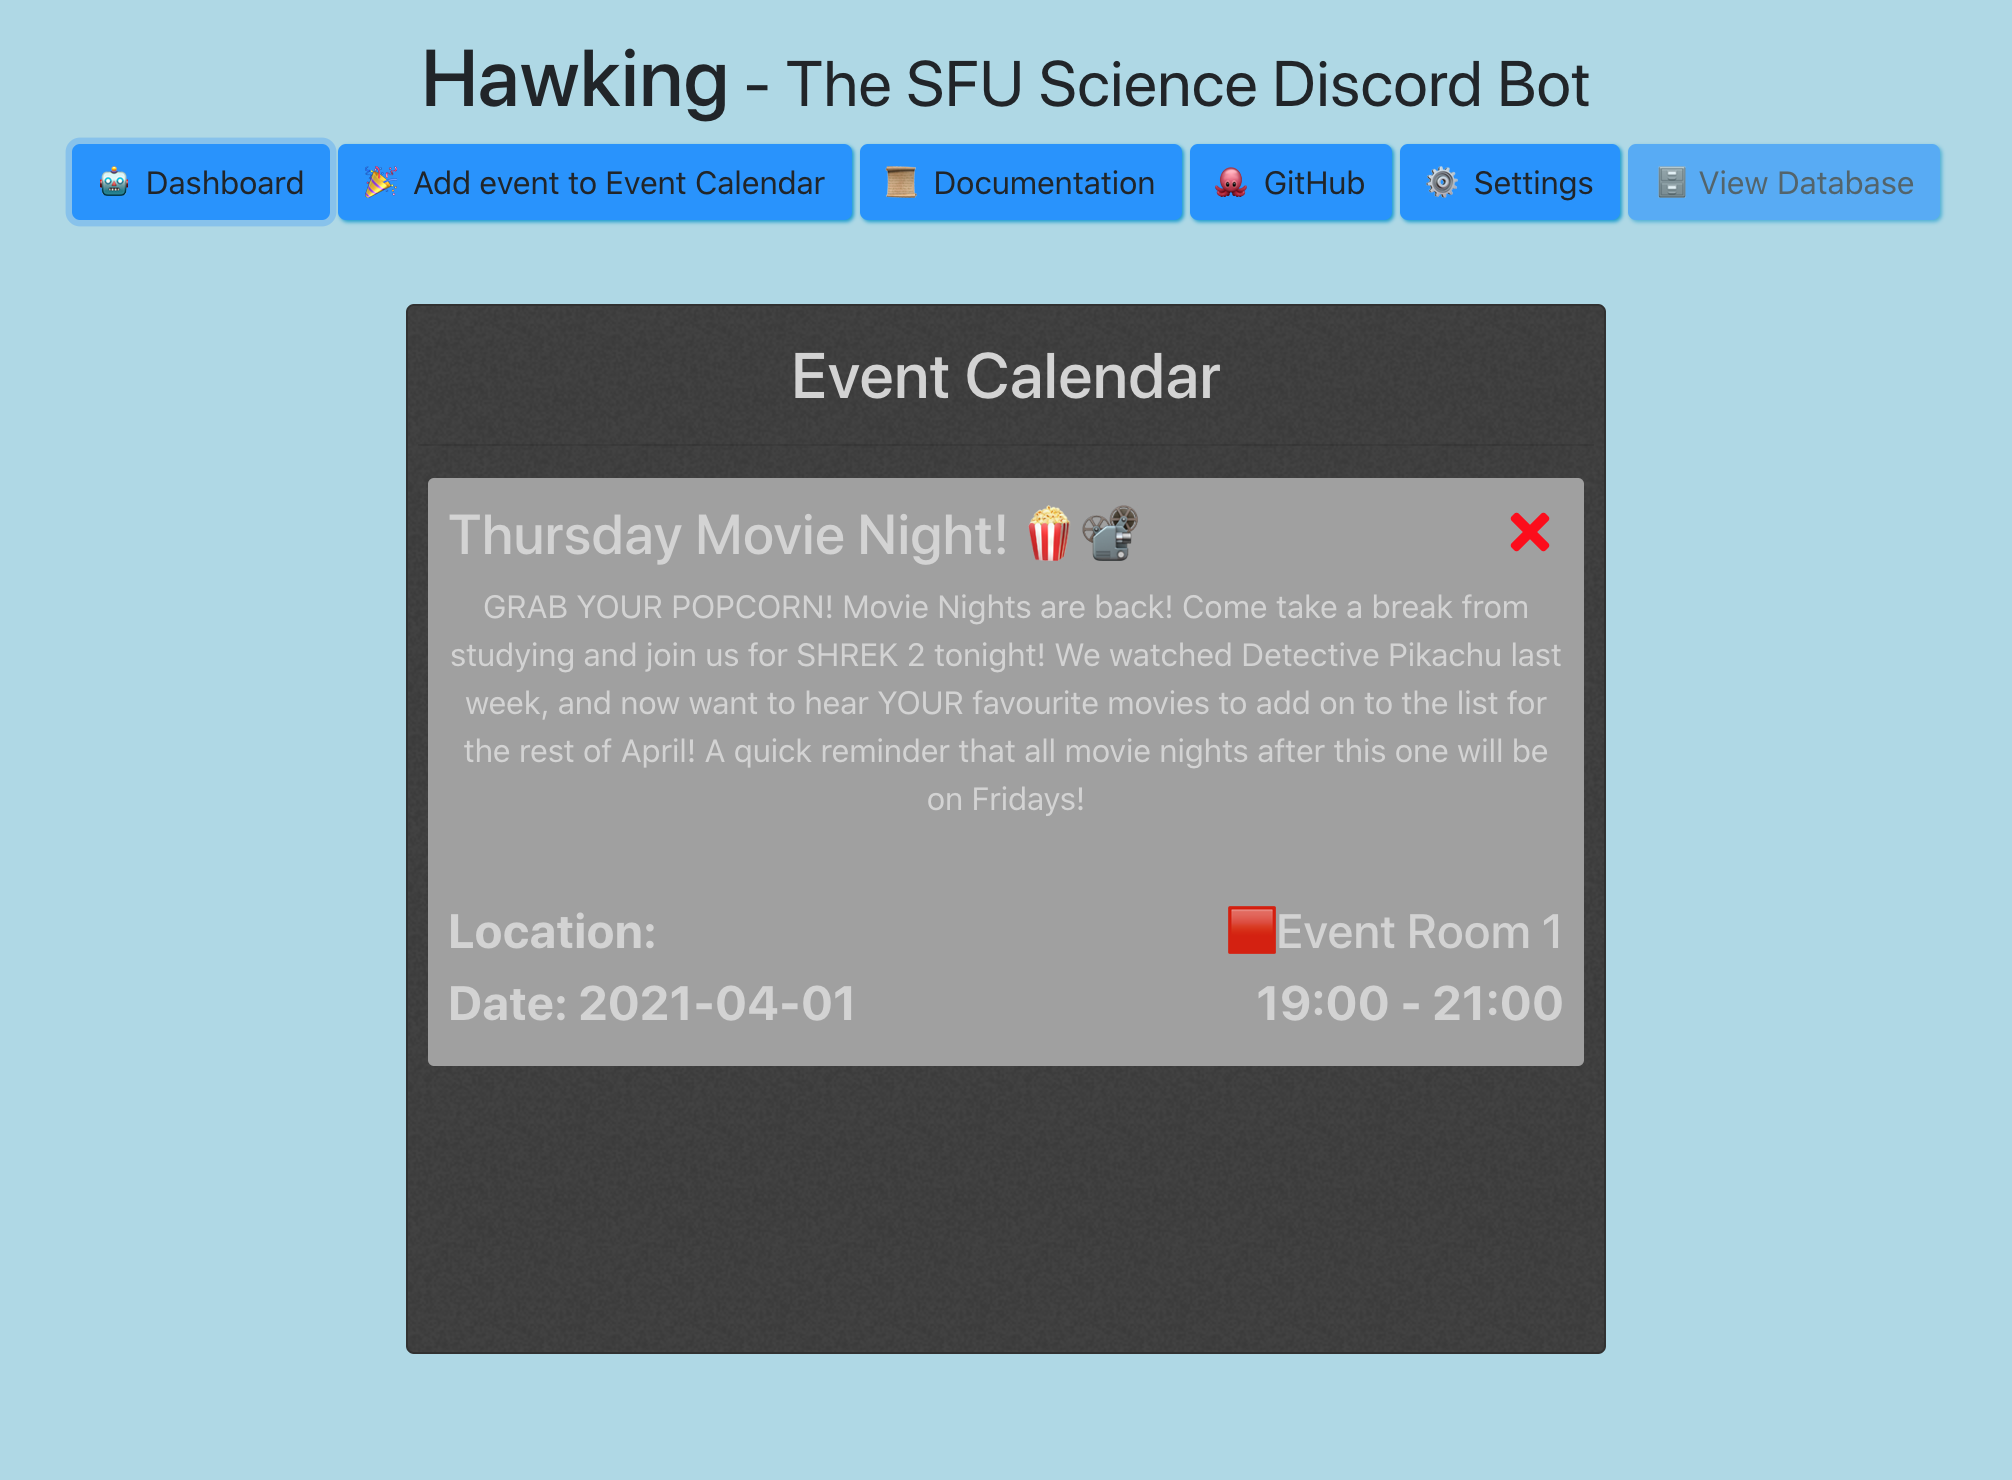 Hawking - The SFU Science Discord Bot
🤖 Dashboard 🎉 Add event to Event Calendar 📜 Documentation 🐙 GitHub ⚙️ Settings 🗄️ View Database
Event Calendar
Thursday Movie Night! 🍿📽️ ❌
GRAB YOUR POPCORN! Movie Nights are back! Come take a break from
studying and join us for SHREK 2 tonight! We watched Detective Pikachu last
week, and now want to hear YOUR favourite movies to add on to the list for
the rest of April! A quick reminder that all movie nights after this one will be
on Fridays!
Location: 🟥Event Room 1
Date: 2021-04-01 19:00 - 21:00